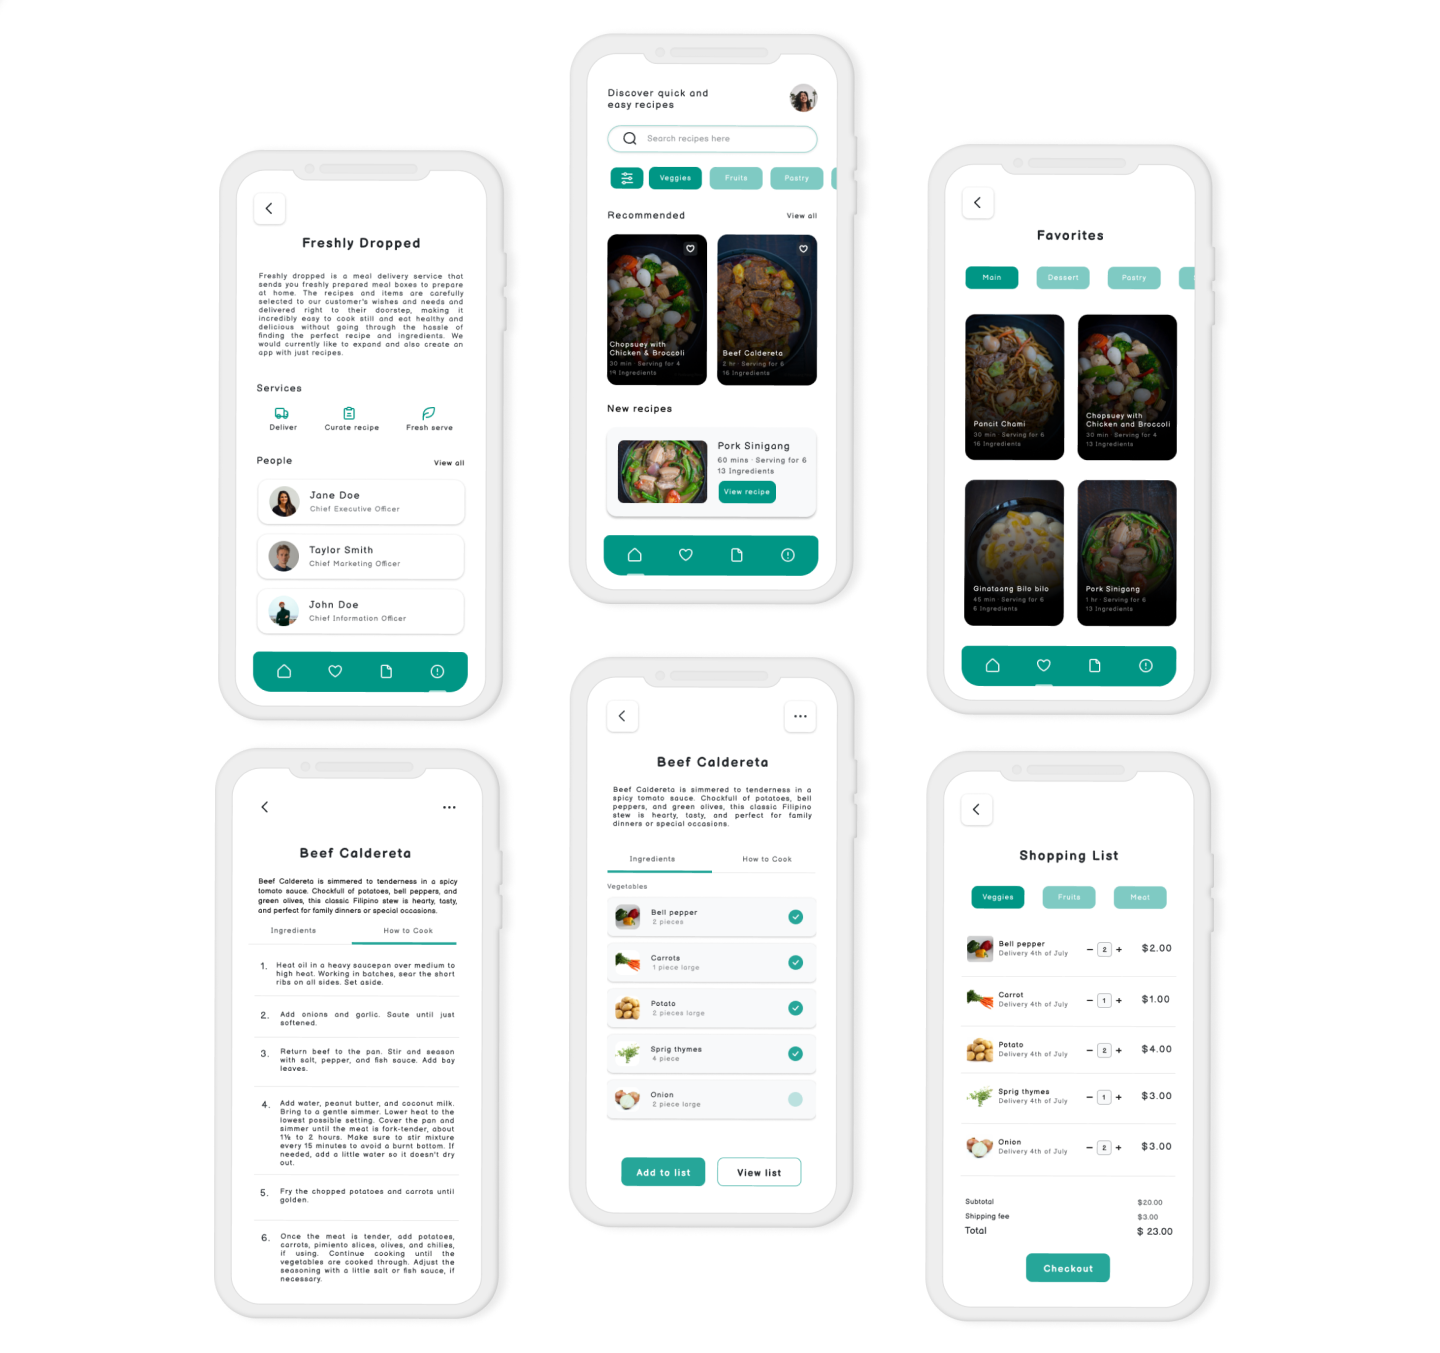 Discover quick and
easy recipes
Search recipes here
Veggies
Fruits
Pastry
Recommended
View all
Chopsuey with
Chicken & Broccoli
30 min · Serving for 4
19 Ingredients
Beef Caldereta
2 hr · Serving for 6
16 Ingredients
New recipes
Pork Sinigang
60 mins · Serving for 6
13 Ingredients
View recipe
Freshly Dropped
Freshly dropped is a meal delivery service that
sends you freshly prepared meal boxes to prepare
at home. The recipes and items are carefully
selected to our customer's wishes and needs and
delivered right to their doorstep, making it
incredibly easy to cook still and eat healthy and
delicious without going through the hassle of
finding the perfect recipe and ingredients. We
would currently like to expand and also create an
app with just recipes.
Services
Deliver
Curate recipe
Fresh serve
People
View all
Jane Doe
Chief Executive Officer
Taylor Smith
Chief Marketing Officer
John Doe
Chief Information Officer
Favorites
Main
Dessert
Pastry
Pancit Chami
30 min · Serving for 6
16 Ingredients
Chopsuey with
Chicken and Broccoli
30 min · Serving for 4
13 Ingredients
Ginataang Bilo bilo
45 min · Serving for 6
6 Ingredients
Pork Sinigang
1 hr · Serving for 6
13 Ingredients
Beef Caldereta
Beef Caldereta is simmered to tenderness in a spicy
tomato sauce. Chockfull of potatoes, bell peppers, and
green olives, this classic Filipino stew is hearty, tasty,
and perfect for family dinners or special occasions.
Ingredients
How to Cook
1. Heat oil in a heavy saucepan over medium to
high heat. Working in batches, sear the short
ribs on all sides. Set aside.
2. Add onions and garlic. Saute until just
softened.
3. Return beef to the pan. Stir and season
with salt, pepper, and fish sauce. Add bay
leaves.
4. Add water, peanut butter, and coconut milk.
Bring to a gentle simmer. Lower heat to the
lowest possible setting. Cover the pan and
simmer until the meat is fork-tender, about
1½ to 2 hours. Make sure to stir mixture
every 15 minutes to avoid a burnt bottom. If
needed, add a little water so it doesn't dry
out.
5. Fry the chopped potatoes and carrots until
golden.
6. Once the meat is tender, add potatoes,
carrots, pimiento slices, olives, and chilies,
if using. Continue cooking until the
vegetables are cooked through. Adjust the
seasoning with a little salt or fish sauce, if
necessary.
Beef Caldereta
Beef Caldereta is simmered to tenderness in a
spicy tomato sauce. Chockfull of potatoes, bell
peppers, and green olives, this classic Filipino
stew is hearty, tasty, and perfect for family
dinners or special occasions.
Ingredients
How to Cook
Vegetables
Bell pepper
2 pieces
Carrots
1 piece large
Potato
2 pieces large
Sprig thymes
4 piece
Onion
2 piece large
Add to list
View list
Shopping List
Veggies
Fruits
Meat
Bell pepper
Delivery 4th of July
2
$2.00
Carrot
Delivery 4th of July
1
$1.00
Potato
Delivery 4th of July
2
$4.00
Sprig thymes
Delivery 4th of July
1
$3.00
Onion
Delivery 4th of July
2
$3.00
Subtotal
$20.00
Shipping fee
$3.00
Total
$ 23.00
Checkout